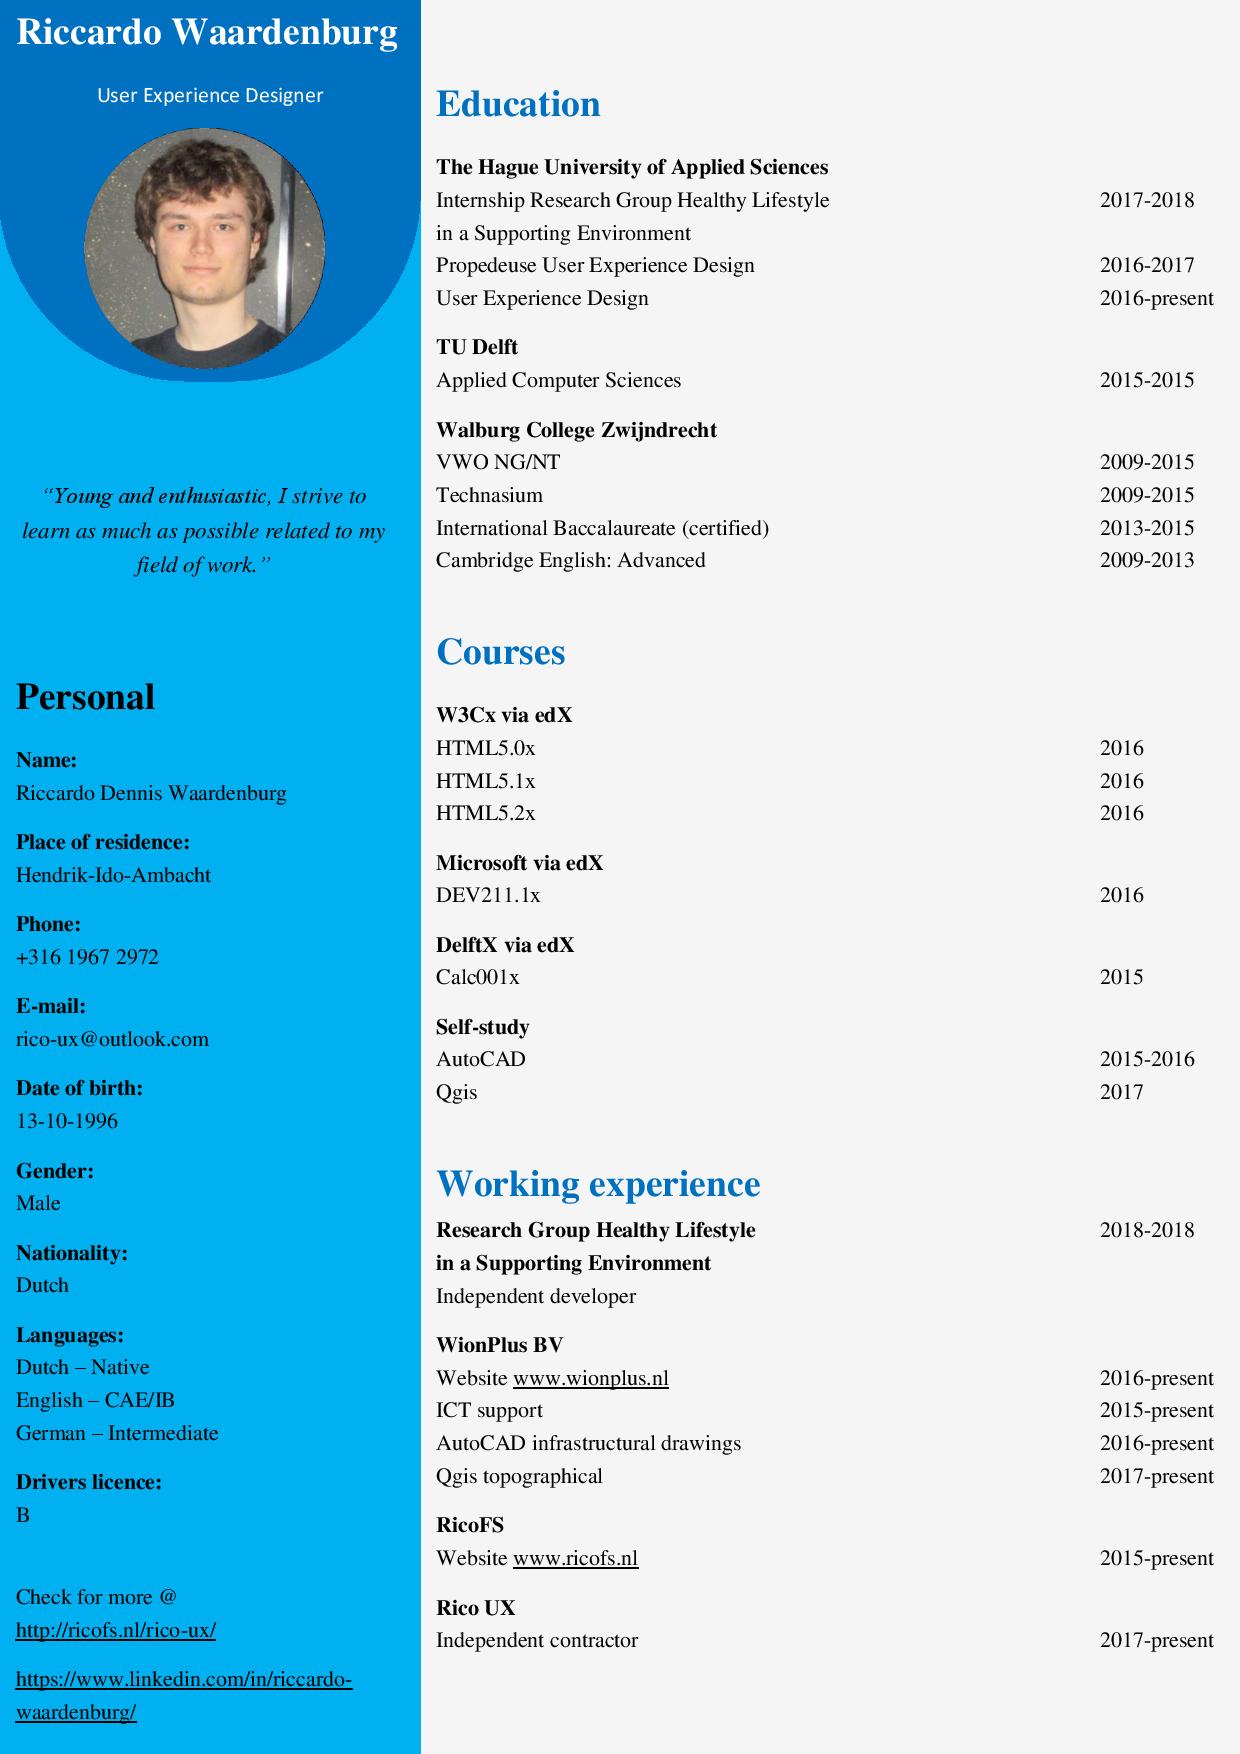 Riccardo Waardenburg
User Experience Designer
“Young and enthusiastic, I strive to
learn as much as possible related to my
field of work.”
Personal
Name:
Riccardo Dennis Waardenburg
Place of residence:
Hendrik-Ido-Ambacht
Phone:
+316 1967 2972
E-mail:
rico-ux@outlook.com
Date of birth:
13-10-1996
Gender:
Male
Nationality:
Dutch
Languages:
Dutch – Native
English – CAE/IB
German – Intermediate
Drivers licence:
B
Check for more @
http://ricofs.nl/rico-ux/
https://www.linkedin.com/in/riccardo-
waardenburg/
Education
The Hague University of Applied Sciences
Internship Research Group Healthy Lifestyle 2017-2018
in a Supporting Environment
Propedeuse User Experience Design 2016-2017
User Experience Design 2016-present
TU Delft
Applied Computer Sciences 2015-2015
Walburg College Zwijndrecht
VWO NG/NT 2009-2015
Technasium 2009-2015
International Baccalaureate (certified) 2013-2015
Cambridge English: Advanced 2009-2013
Courses
W3Cx via edX
HTML5.0x 2016
HTML5.1x 2016
HTML5.2x 2016
Microsoft via edX
DEV211.1x 2016
DelftX via edX
Calc001x 2015
Self-study
AutoCAD 2015-2016
Qgis 2017
Working experience
Research Group Healthy Lifestyle 2018-2018
in a Supporting Environment
Independent developer
WionPlus BV
Website www.wionplus.nl 2016-present
ICT support 2015-present
AutoCAD infrastructural drawings 2016-present
Qgis topographical 2017-present
RicoFS
Website www.ricofs.nl 2015-present
Rico UX
Independent contractor 2017-present